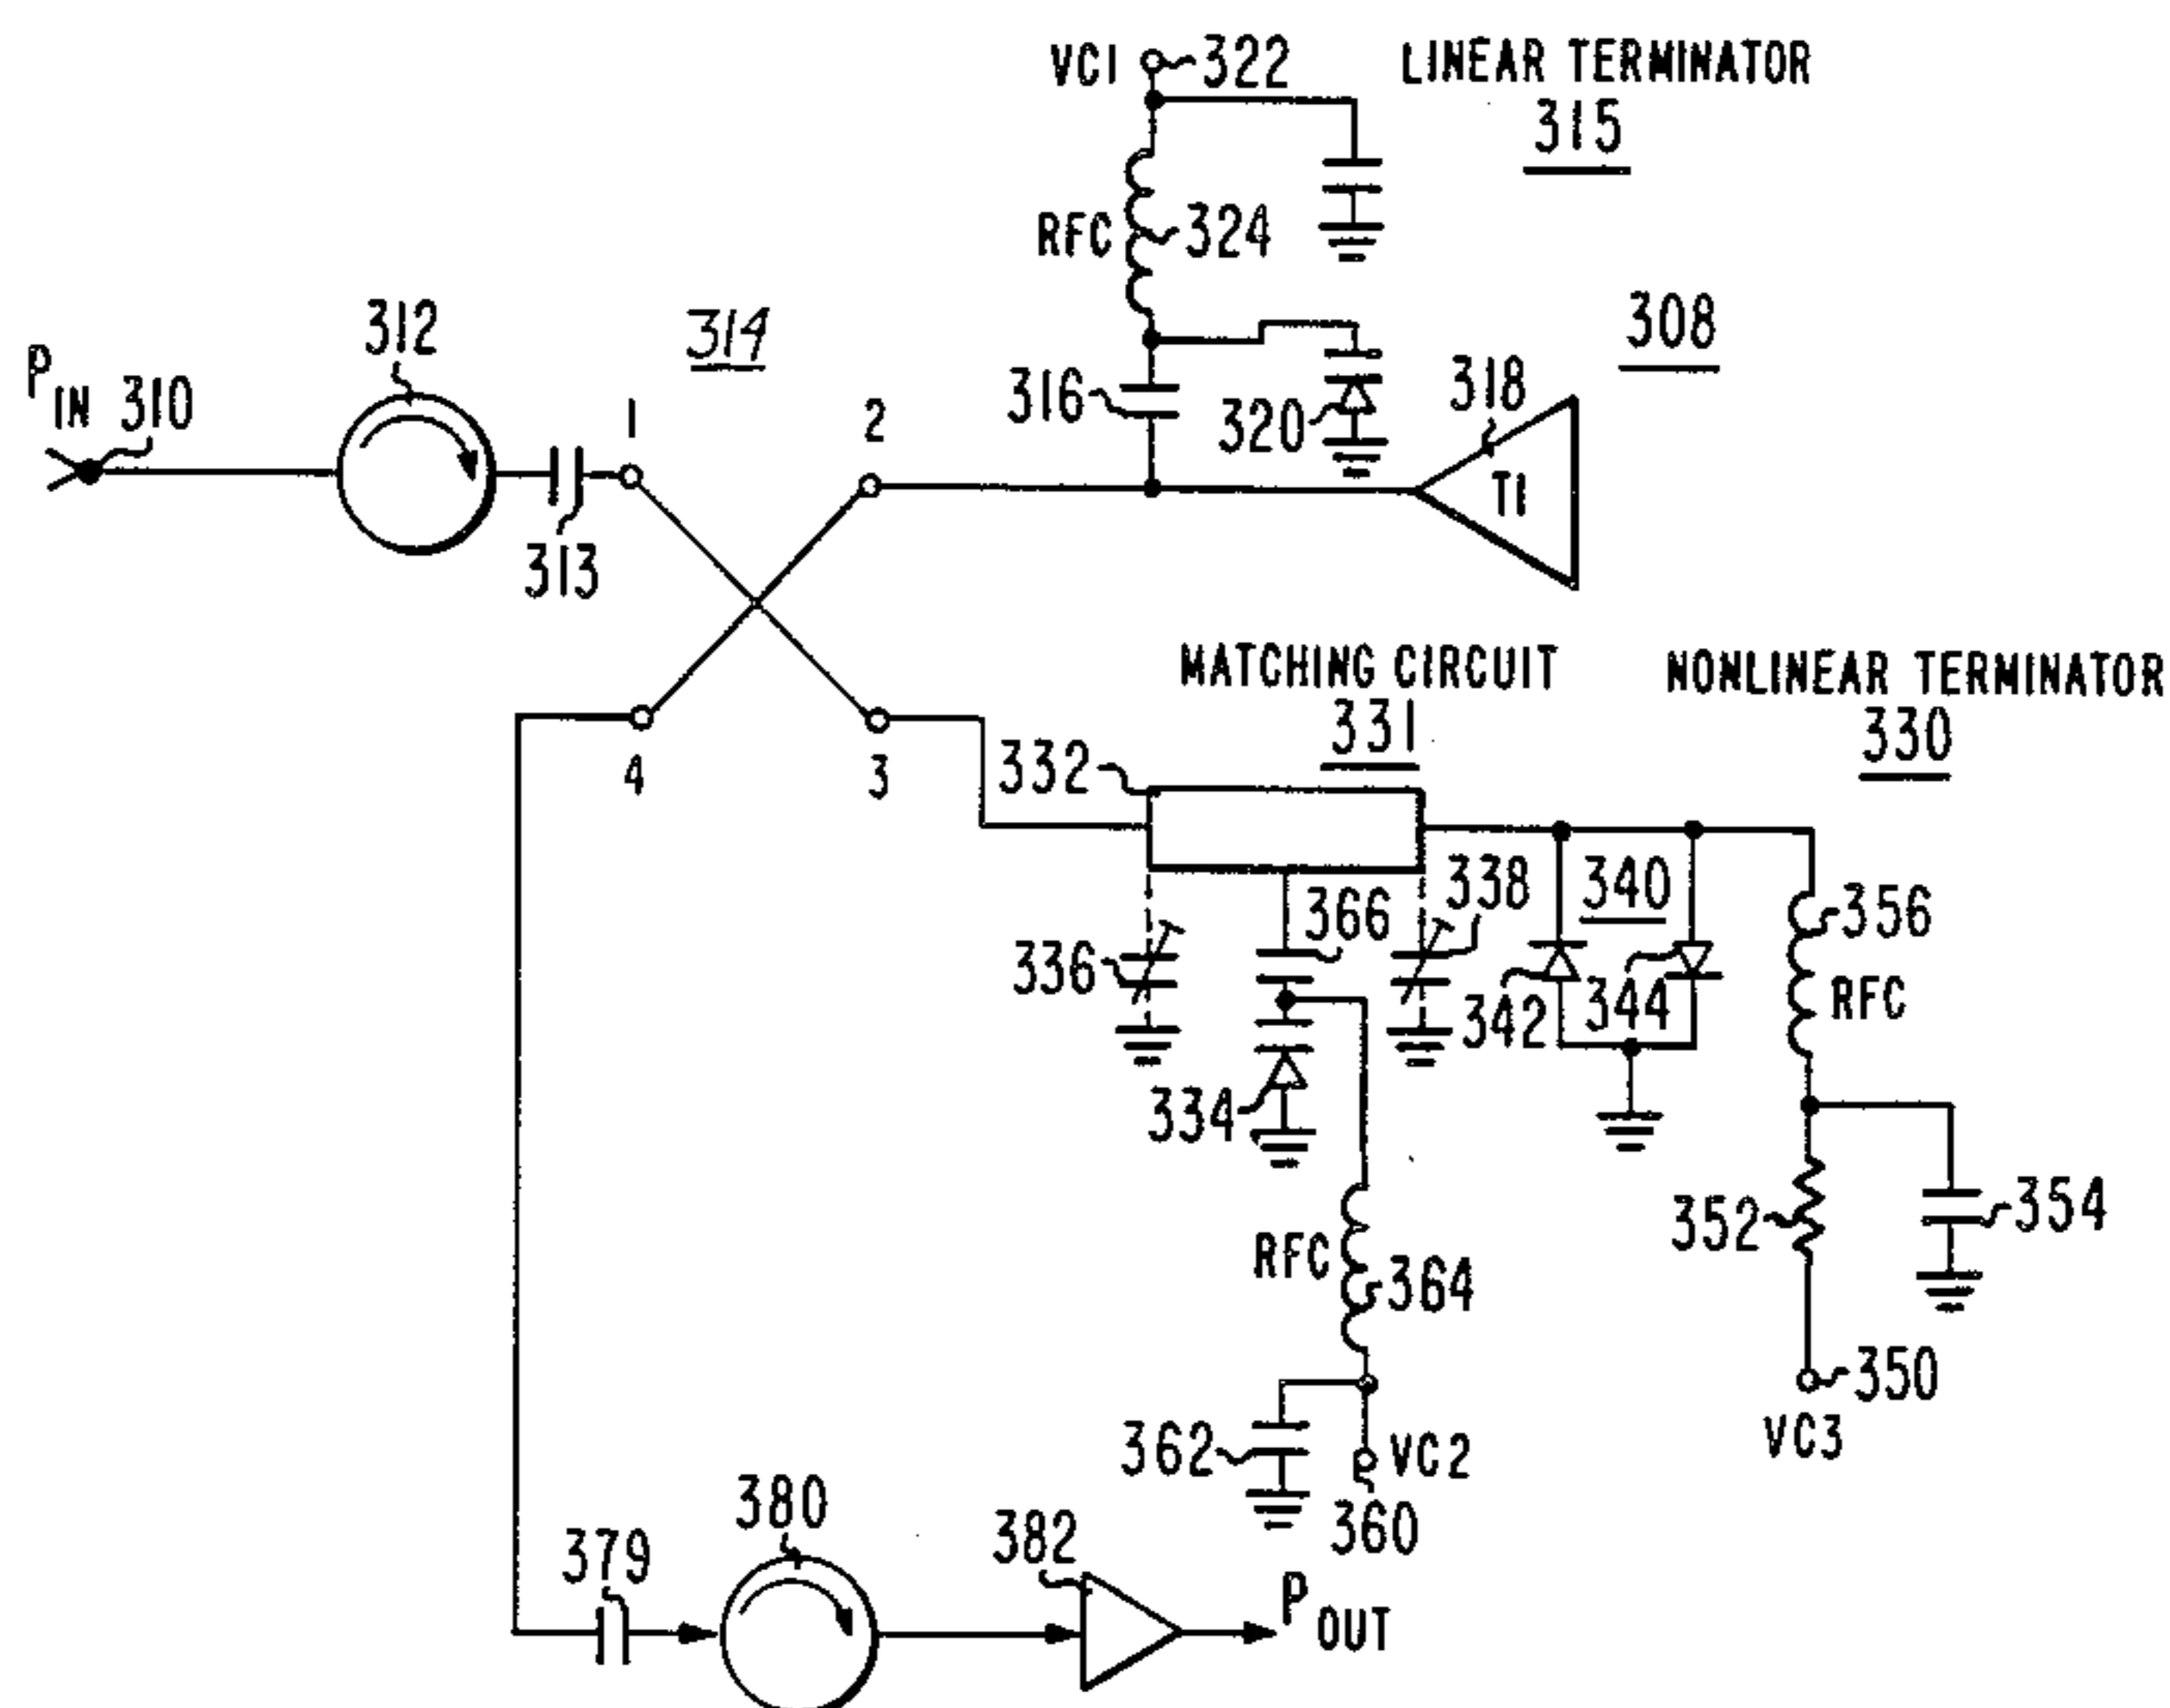 VC1 322 LINEAR TERMINATOR
315
RFC 324
308
312 314
PIN 310
1 2
316 320 318
T1
313
MATCHING CIRCUIT NONLINEAR TERMINATOR
331 330
4 3 332
336 366 338 340 356
342 344 RFC
334
352 354
RFC 364
350
VC3
362 VC2
360
380
379 382 POUT